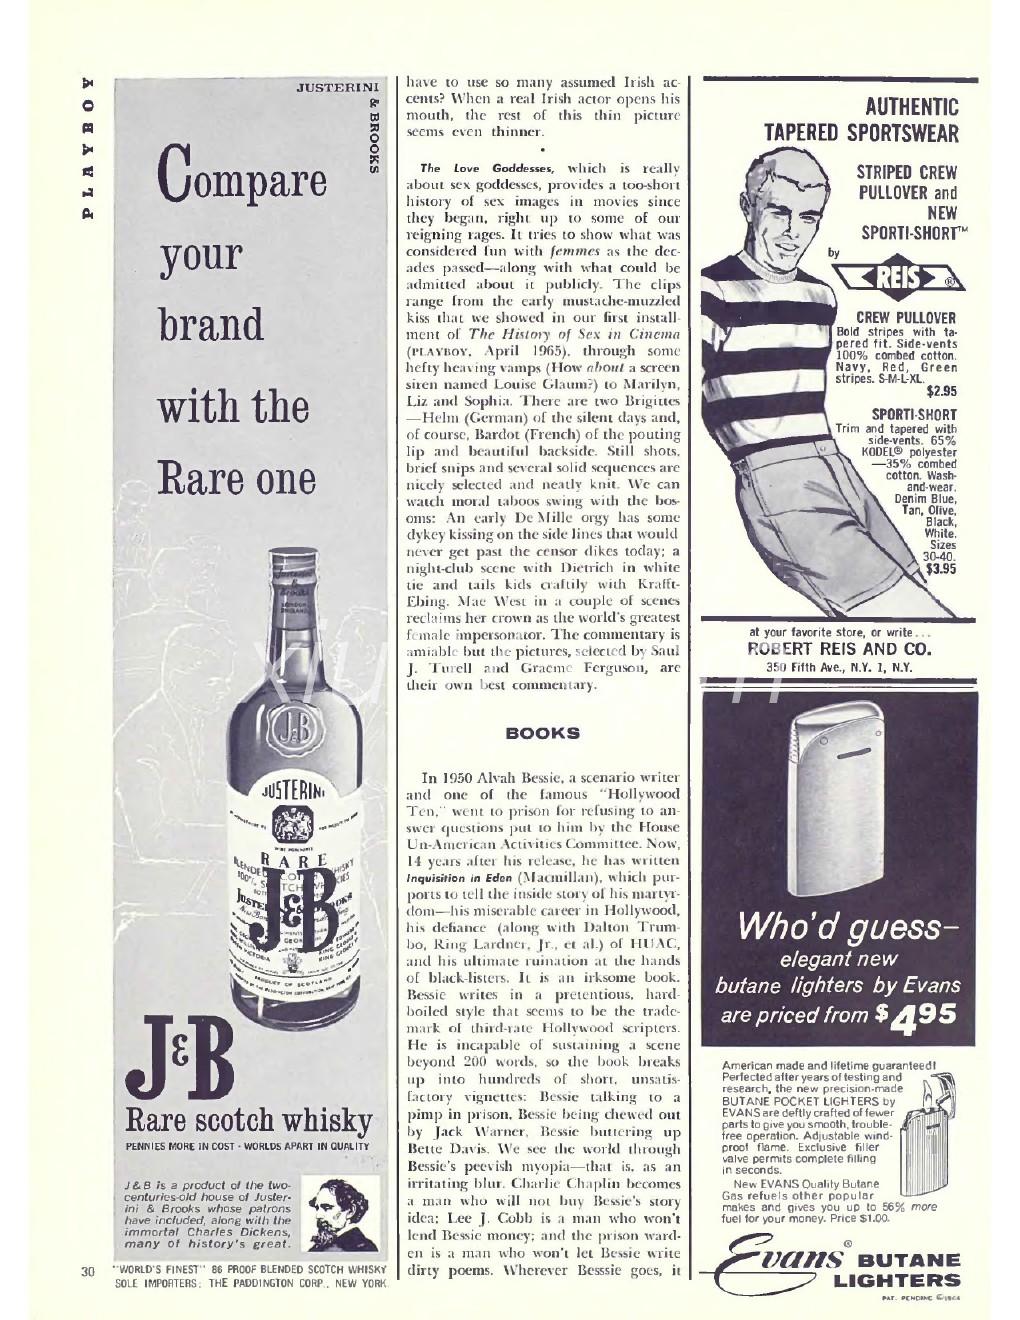 PLAYBOY
JUSTERINI
& BROOKS
Compare
your
brand
with the
Rare one
JUSTERINI
RARE
J&B
J&B
J&B
Rare scotch whisky
PENNIES MORE IN COST · WORLDS APART IN QUALITY
J&B is a product of the two-
centuries-old house of Juster-
ini & Brooks whose patrons
have included, along with the
immortal Charles Dickens,
many of history's great.
"WORLD'S FINEST" 86 PROOF BLENDED SCOTCH WHISKY
SOLE IMPORTERS: THE PADDINGTON CORP., NEW YORK
30
have to use so many assumed Irish ac-
cents? When a real Irish actor opens his
mouth, the rest of this thin picture
seems even thinner.
•
The Love Goddesses, which is really
about sex goddesses, provides a too-short
history of sex images in movies since
they began, right up to some of our
reigning rages. It tries to show what was
considered fun with femmes as the dec-
ades passed—along with what could be
admitted about it publicly. The clips
range from the early mustache-muzzled
kiss that we showed in our first install-
ment of The History of Sex in Cinema
(PLAYBOY, April 1965), through some
hefty heaving vamps (How about a screen
siren named Louise Glaum?) to Marilyn,
Liz and Sophia. There are two Brigittes
—Helm (German) of the silent days and,
of course, Bardot (French) of the pouting
lip and beautiful backside. Still shots,
brief snips and several solid sequences are
nicely selected and neatly knit. We can
watch moral taboos swing with the bos-
oms: An early De Mille orgy has some
dykey kissing on the side lines that would
never get past the censor dikes today; a
night-club scene with Dietrich in white
tie and tails kids craftily with Krafft-
Ebing. Mae West in a couple of scenes
reclaims her crown as the world's greatest
female impersonator. The commentary is
amiable but the pictures, selected by Saul
J. Turell and Graeme Ferguson, are
their own best commentary.
BOOKS
In 1950 Alvah Bessie, a scenario writer
and one of the famous "Hollywood
Ten," went to prison for refusing to an-
swer questions put to him by the House
Un-American Activities Committee. Now,
14 years after his release, he has written
Inquisition in Eden (Macmillan), which pur-
ports to tell the inside story of his martyr-
dom—his miserable career in Hollywood,
his defiance (along with Dalton Trum-
bo, Ring Lardner, Jr., et al.) of HUAC,
and his ultimate ruination at the hands
of black-listers. It is an irksome book.
Bessie writes in a pretentious, hard-
boiled style that seems to be the trade-
mark of third-rate Hollywood scripters.
He is incapable of sustaining a scene
beyond 200 words, so the book breaks
up into hundreds of short, unsatis-
factory vignettes: Bessie talking to a
pimp in prison, Bessie being chewed out
by Jack Warner, Bessie buttering up
Bette Davis. We see the world through
Bessie's peevish myopia—that is, as an
irritating blur. Charlie Chaplin becomes
a man who will not buy Bessie's story
idea; Lee J. Cobb is a man who won't
lend Bessie money; and the prison ward-
en is a man who won't let Bessie write
dirty poems. Wherever Besssie goes, it
AUTHENTIC
TAPERED SPORTSWEAR
STRIPED CREW
PULLOVER and
NEW
SPORTI-SHORT™
by
REIS ®
CREW PULLOVER
Bold stripes with ta-
pered fit. Side-vents
100% combed cotton.
Navy, Red, Green
stripes. S-M-L-XL.
$2.95
SPORTI-SHORT
Trim and tapered with
side-vents. 65%
KODEL® polyester
—35% combed
cotton. Wash-
and-wear.
Denim Blue,
Tan, Olive,
Black,
White.
Sizes
30-40.
$3.95
at your favorite store, or write...
ROBERT REIS AND CO.
350 Fifth Ave., N.Y. 1, N.Y.
Who'd guess—
elegant new
butane lighters by Evans
are priced from $4.95
American made and lifetime guaranteed!
Perfected after years of testing and
research, the new precision-made
BUTANE POCKET LIGHTERS by
EVANS are deftly crafted of fewer
parts to give you smooth, trouble-
free operation. Adjustable wind-
proof flame. Exclusive filler
valve permits complete filling
in seconds.
New EVANS Quality Butane
Gas refuels other popular
makes and gives you up to 56% more
fuel for your money. Price $1.00.
Evans® BUTANE
LIGHTERS
PAT. PENDING ©1964